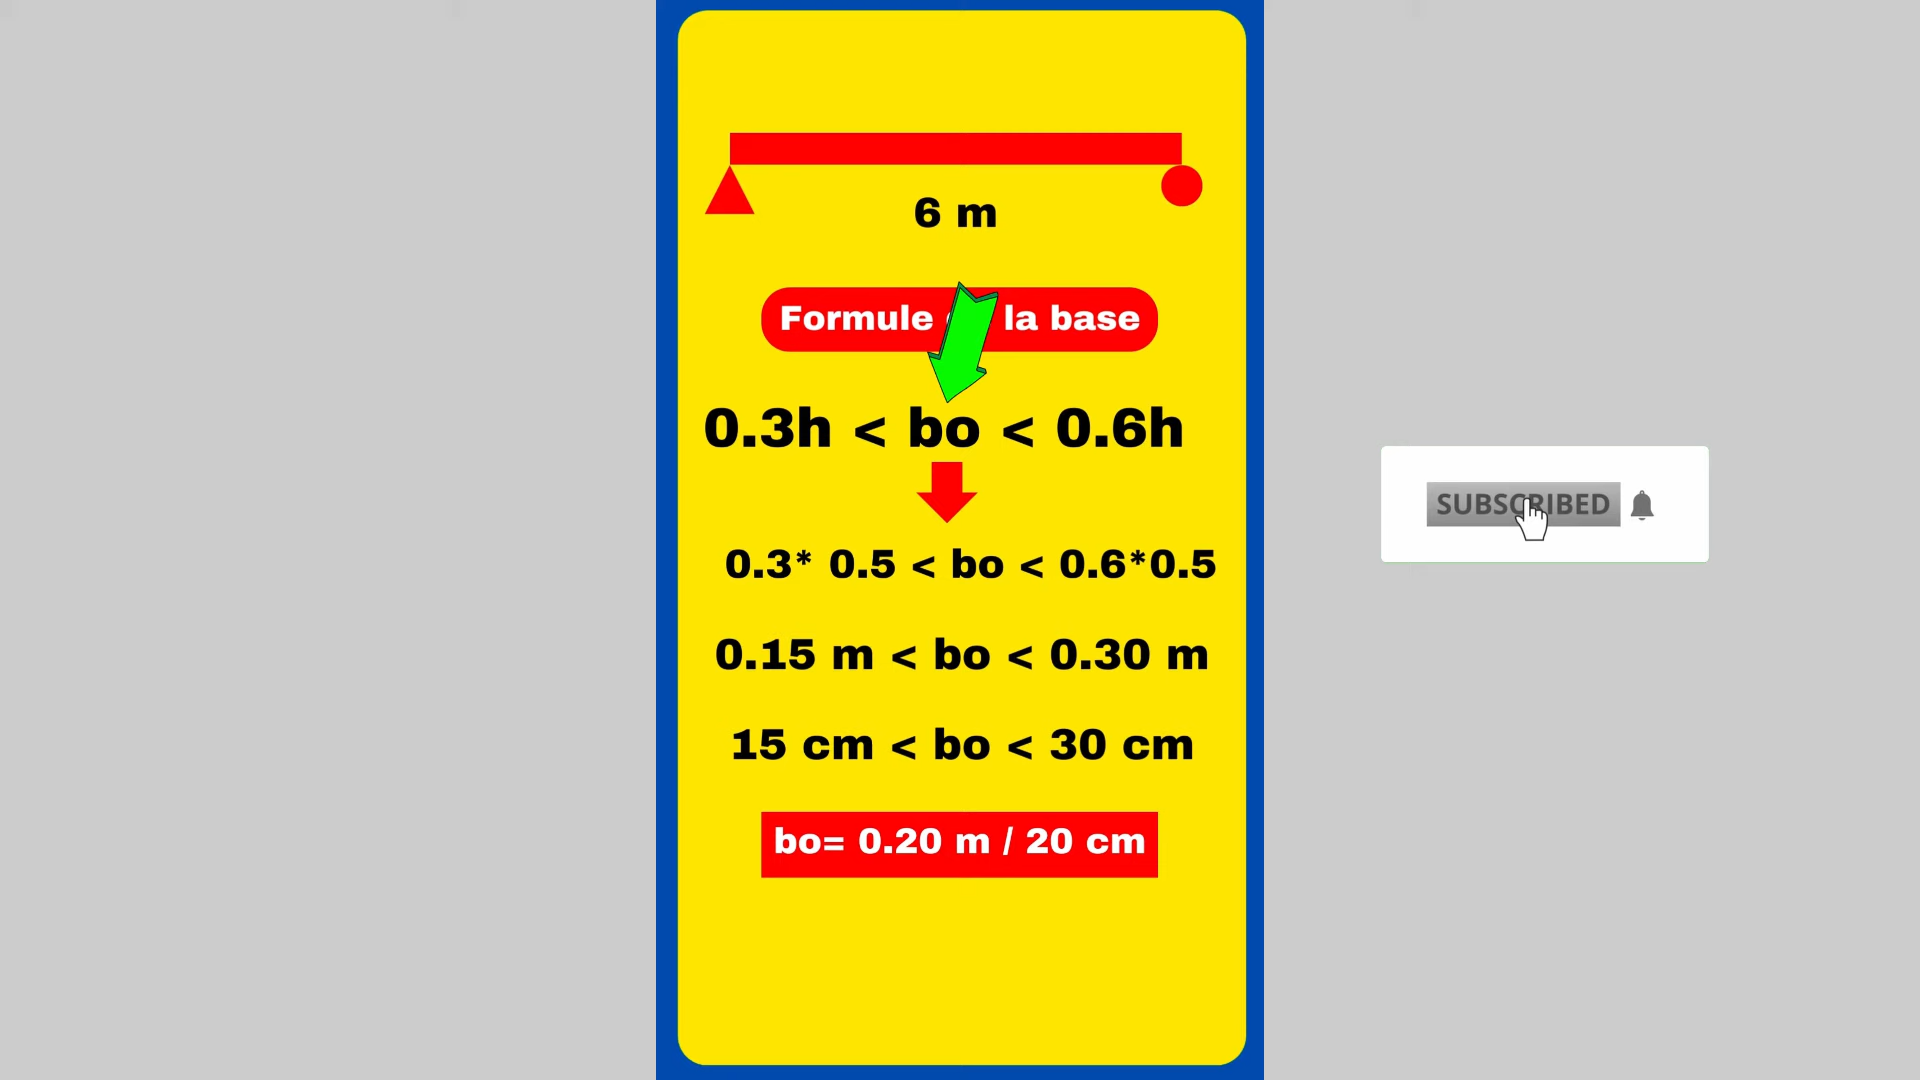 6 m
Formule la base
0.3h < bo < 0.6h
0.3* 0.5 < bo < 0.6*0.5
0.15 m < bo < 0.30 m
15 cm < bo < 30 cm
bo= 0.20 m / 20 cm
SUBSCRIBED